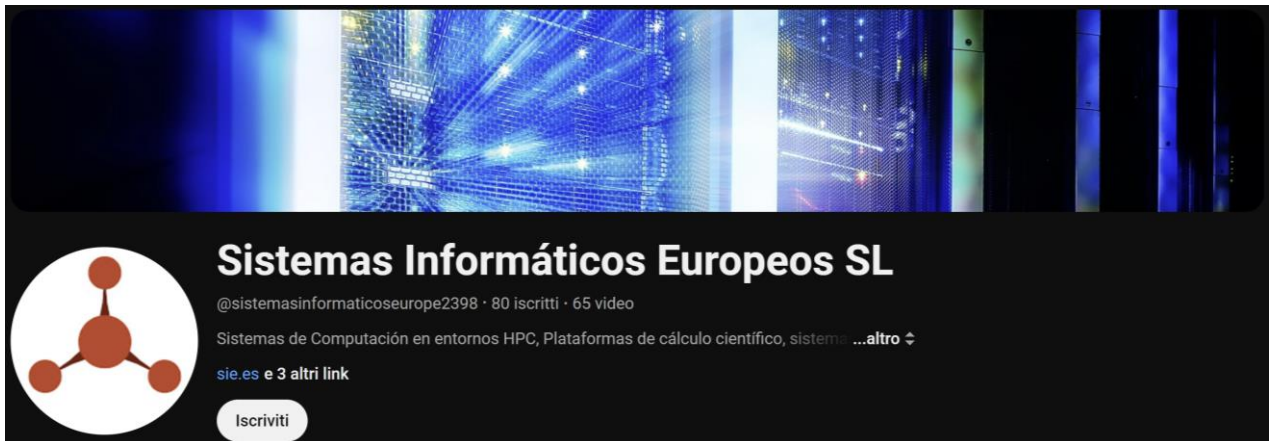 Sistemas Informáticos Europeos SL
@sistemasinformaticoseurope2398 · 80 iscritti · 65 video
Sistemas de Computación en entornos HPC, Plataformas de cálculo científico, sistema ...altro
sie.es e 3 altri link
Iscriviti